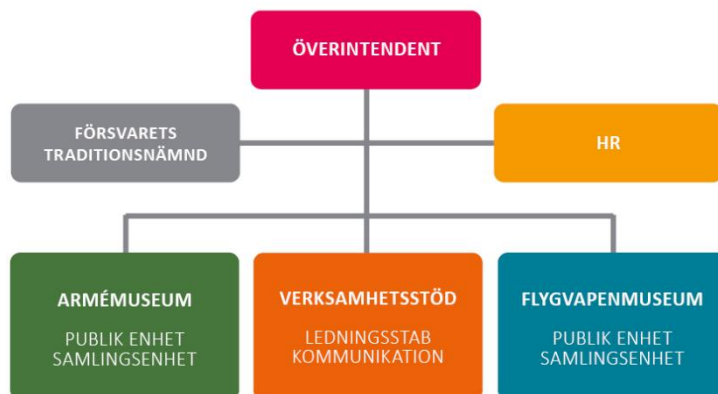 ÖVERINTENDENT
FÖRSVARETS
TRADITIONSNÄMND
HR
ARMÉMUSEUM
PUBLIK ENHET
SAMLINGSENHET
VERKSAMHETSSTÖD
LEDNINGSSTAB
KOMMUNIKATION
FLYGVAPENMUSEUM
PUBLIK ENHET
SAMLINGSENHET